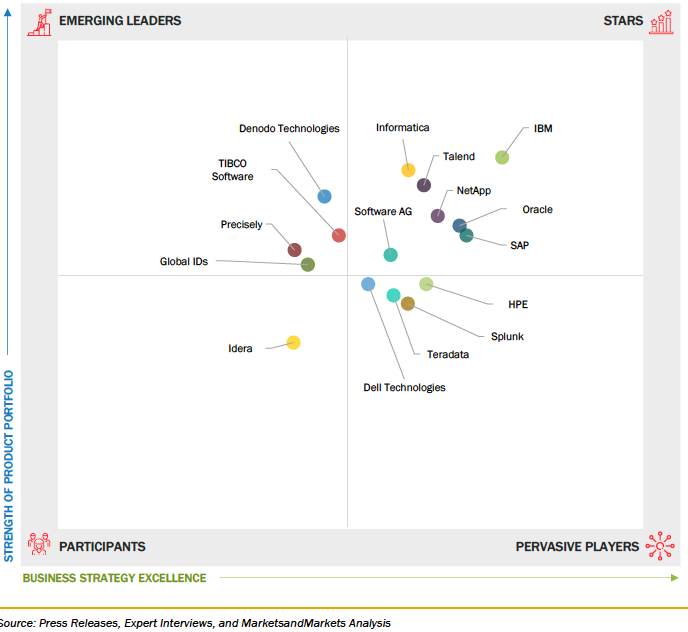 EMERGING LEADERS
STARS
Denodo Technologies
Informatica
IBM
TIBCO
Software
Talend
NetApp
Software AG
Oracle
Precisely
SAP
Global IDs
HPE
Splunk
Idera
Teradata
Dell Technologies
STRENGTH OF PRODUCT PORTFOLIO
PARTICIPANTS
PERVASIVE PLAYERS
BUSINESS STRATEGY EXCELLENCE
Source: Press Releases, Expert Interviews, and MarketsandMarkets Analysis